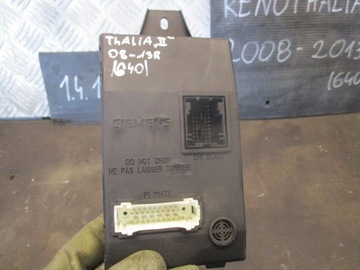 THALIA II
08-13R
(640)
RENOTHALIA
2008-2013
(640)
1.4.1
SIEMENS
DO NOT DROP
NE PAS LAISSER TOMBER